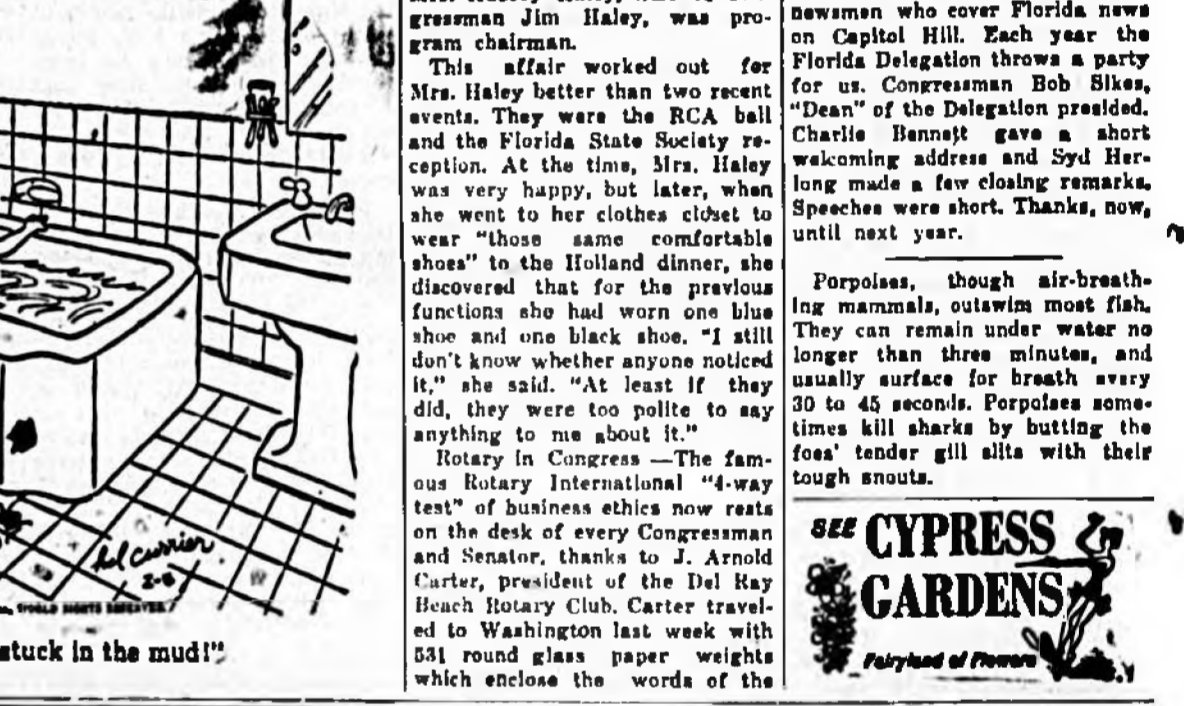 hal currier
2-6
stuck in the mud!"
gressman Jim Haley, was pro-
gram chairman.
This affair worked out for
Mrs. Haley better than two recent
events. They were the RCA ball
and the Florida State Society re-
ception. At the time, Mrs. Haley
was very happy, but later, when
she went to her clothes closet to
wear "those same comfortable
shoes" to the Holland dinner, she
discovered that for the previous
functions she had worn one blue
shoe and one black shoe. "I still
don't know whether anyone noticed
it," she said. "At least if they
did, they were too polite to say
anything to me about it."
Rotary in Congress —The fam-
ous Rotary International "4-way
test" of business ethics now rests
on the desk of every Congressman
and Senator, thanks to J. Arnold
Carter, president of the Del Ray
Beach Rotary Club. Carter travel-
ed to Washington last week with
531 round glass paper weights
which enclose the words of the
newsmen who cover Florida news
on Capitol Hill. Each year the
Florida Delegation throws a party
for us. Congressman Bob Sikes,
"Dean" of the Delegation presided.
Charlie Bennett gave a short
welcoming address and Syd Her-
long made a few closing remarks.
Speeches were short. Thanks, now,
until next year.
Porpoises, though air-breath-
ing mammals, outswim most fish.
They can remain under water no
longer than three minutes, and
usually surface for breath every
30 to 45 seconds. Porpoises some-
times kill sharks by butting the
foes' tender gill slits with their
tough snouts.
SEE CYPRESS
GARDENS
Fairyland of Flowers